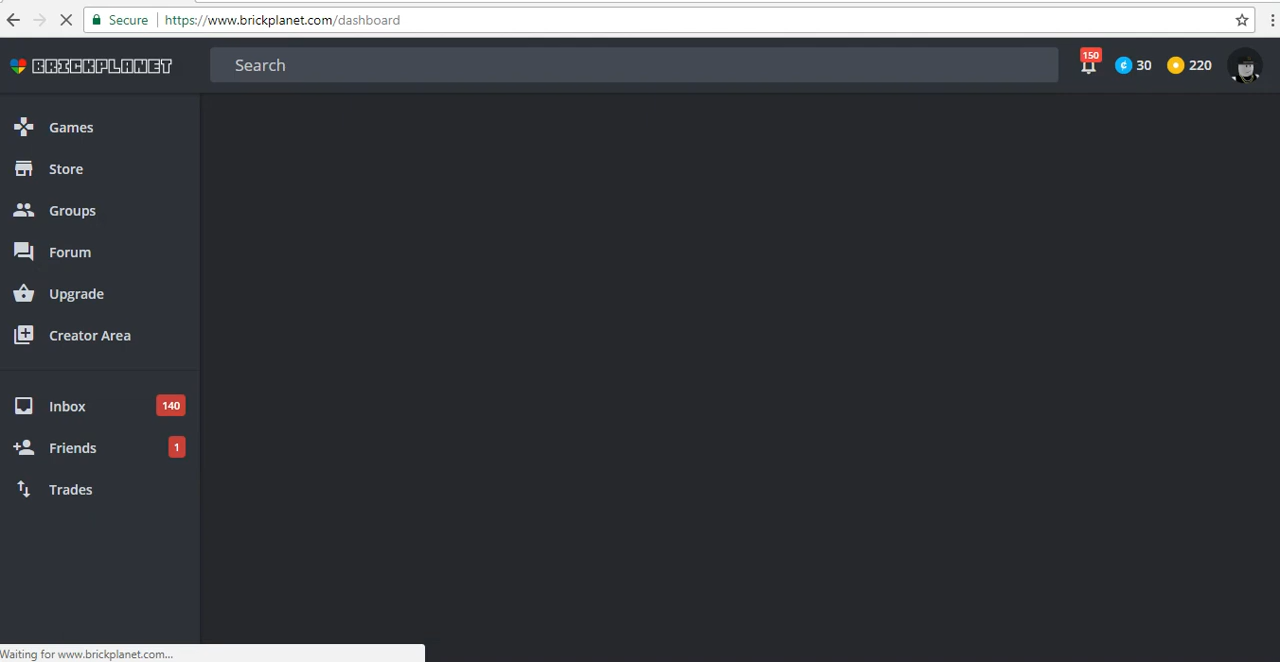 Secure https://www.brickplanet.com/dashboard
BRICKPLANET
Search
150
30
220
Games
Store
Groups
Forum
Upgrade
Creator Area
Inbox 140
Friends 1
Trades
Waiting for www.brickplanet.com...